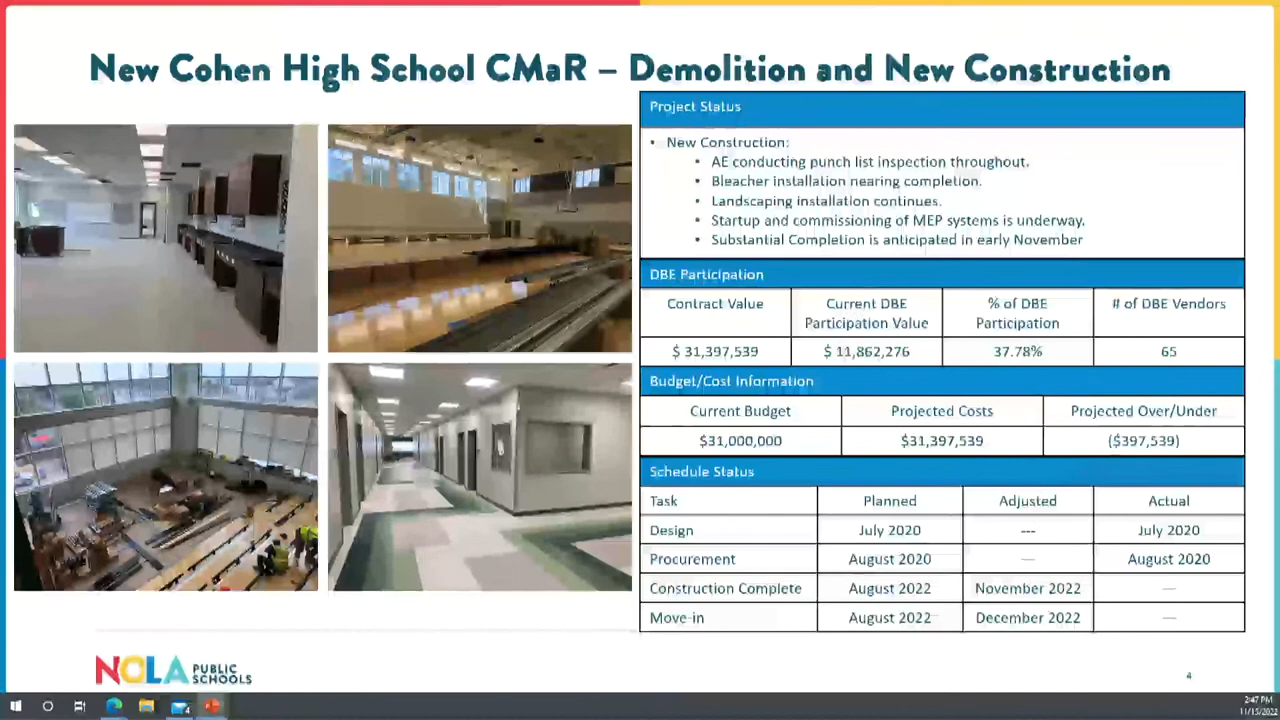 New Cohen High School CMaR – Demolition and New Construction
Project Status
• New Construction:
• AE conducting punch list inspection throughout.
• Bleacher installation nearing completion.
• Landscaping installation continues.
• Startup and commissioning of MEP systems is underway.
• Substantial Completion is anticipated in early November
DBE Participation
Contract Value Current DBE Participation Value % of DBE Participation # of DBE Vendors
$ 31,397,539 $ 11,862,276 37.78% 65
Budget/Cost Information
Current Budget Projected Costs Projected Over/Under
$31,000,000 $31,397,539 ($397,539)
Schedule Status
Task Planned Adjusted Actual
Design July 2020 --- July 2020
Procurement August 2020 — August 2020
Construction Complete August 2022 November 2022 —
Move-in August 2022 December 2022 —
NOLA PUBLIC SCHOOLS
4
2:47 PM
11/15/2022